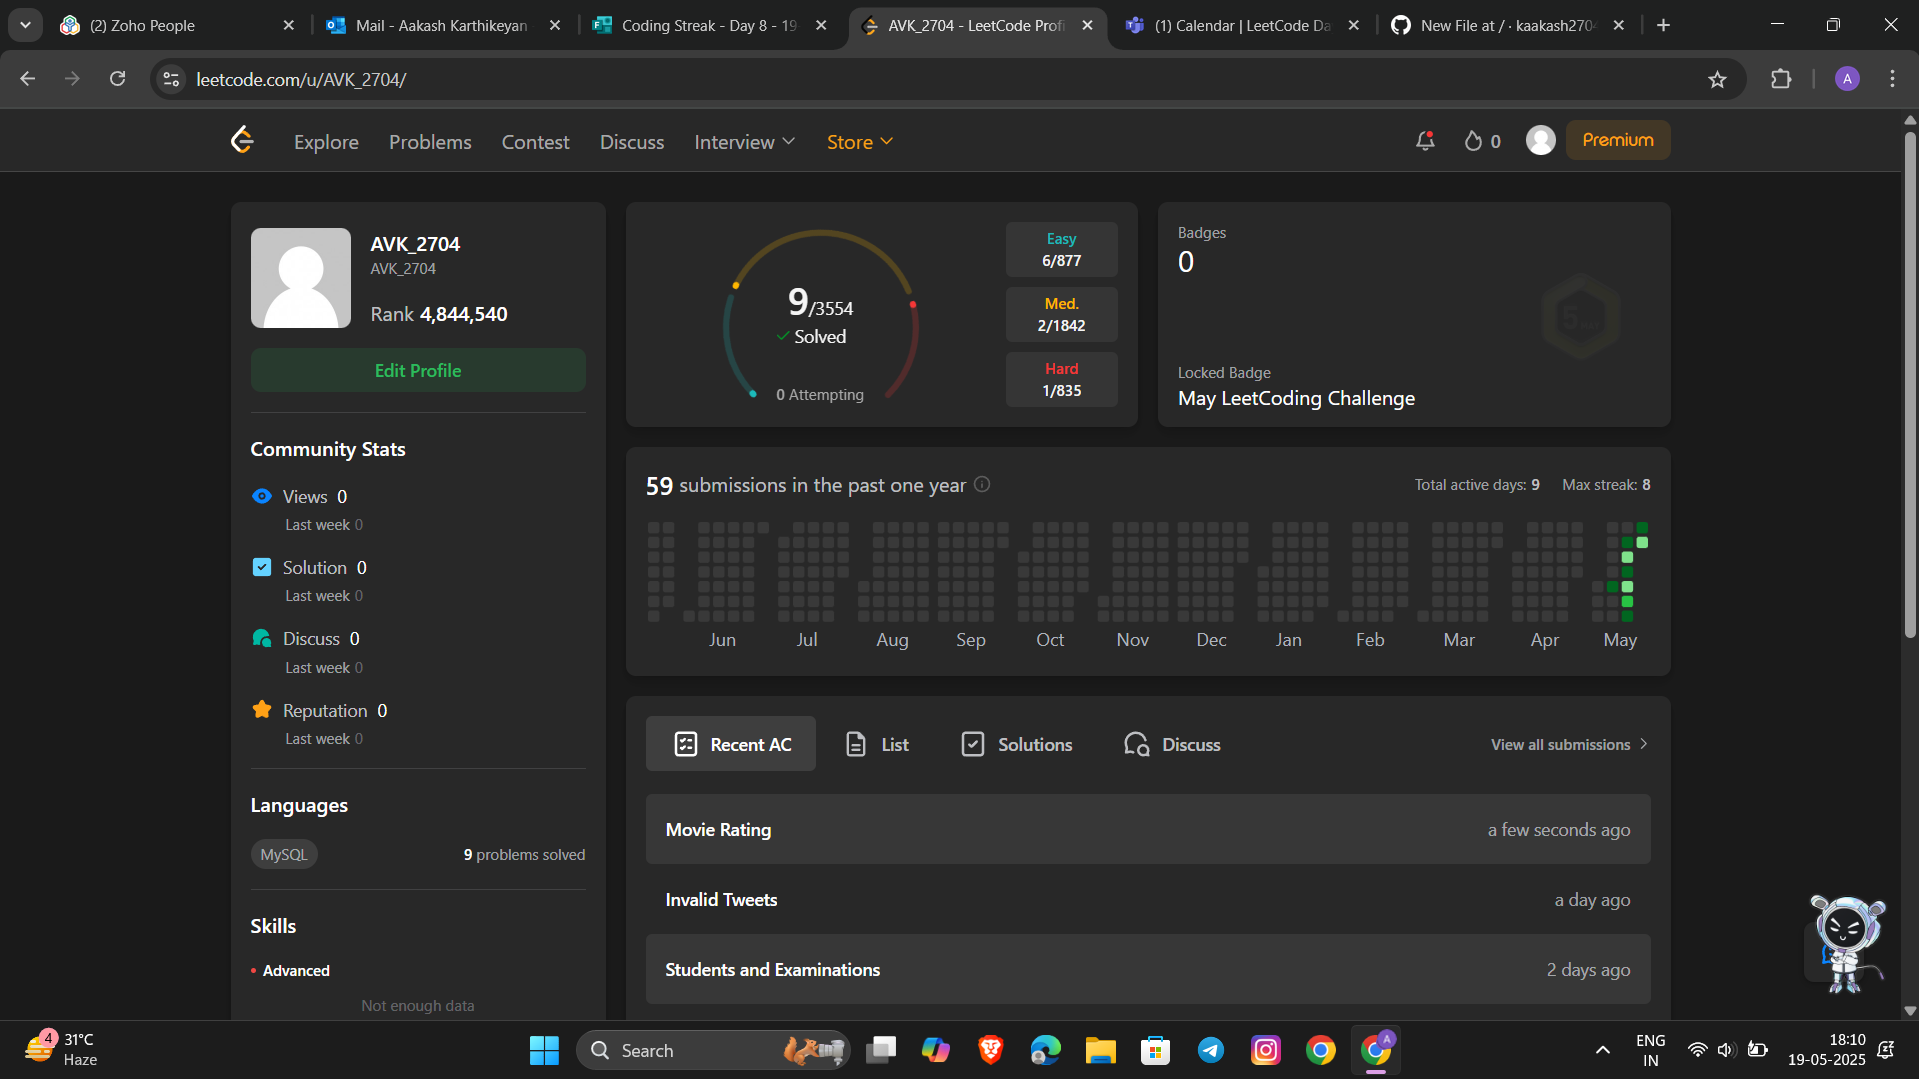 (2) Zoho People
Mail - Aakash Karthikeyan
Coding Streak - Day 8 - 19
AVK_2704 - LeetCode Profi
(1) Calendar | LeetCode Da
New File at / · kaakash2704
leetcode.com/u/AVK_2704/
A
Explore
Problems
Contest
Discuss
Interview
Store
0
Premium
AVK_2704
AVK_2704
Rank 4,844,540
Edit Profile
Community Stats
Views 0
Last week 0
Solution 0
Last week 0
Discuss 0
Last week 0
Reputation 0
Last week 0
Languages
MySQL
9 problems solved
Skills
Advanced
Not enough data
9/3554
Solved
0 Attempting
Easy
6/877
Med.
2/1842
Hard
1/835
Badges
0
Locked Badge
May LeetCoding Challenge
59 submissions in the past one year
Total active days: 9
Max streak: 8
Jun Jul Aug Sep Oct Nov Dec Jan Feb Mar Apr May
Recent AC
List
Solutions
Discuss
View all submissions
Movie Rating
a few seconds ago
Invalid Tweets
a day ago
Students and Examinations
2 days ago
4
31°C
Haze
Search
A
ENG
IN
18:10
19-05-2025